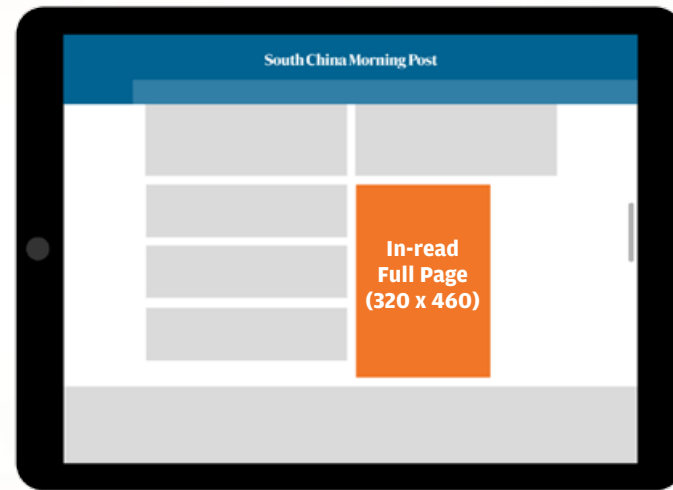 South China Morning Post
In-read
Full Page
(320 x 460)